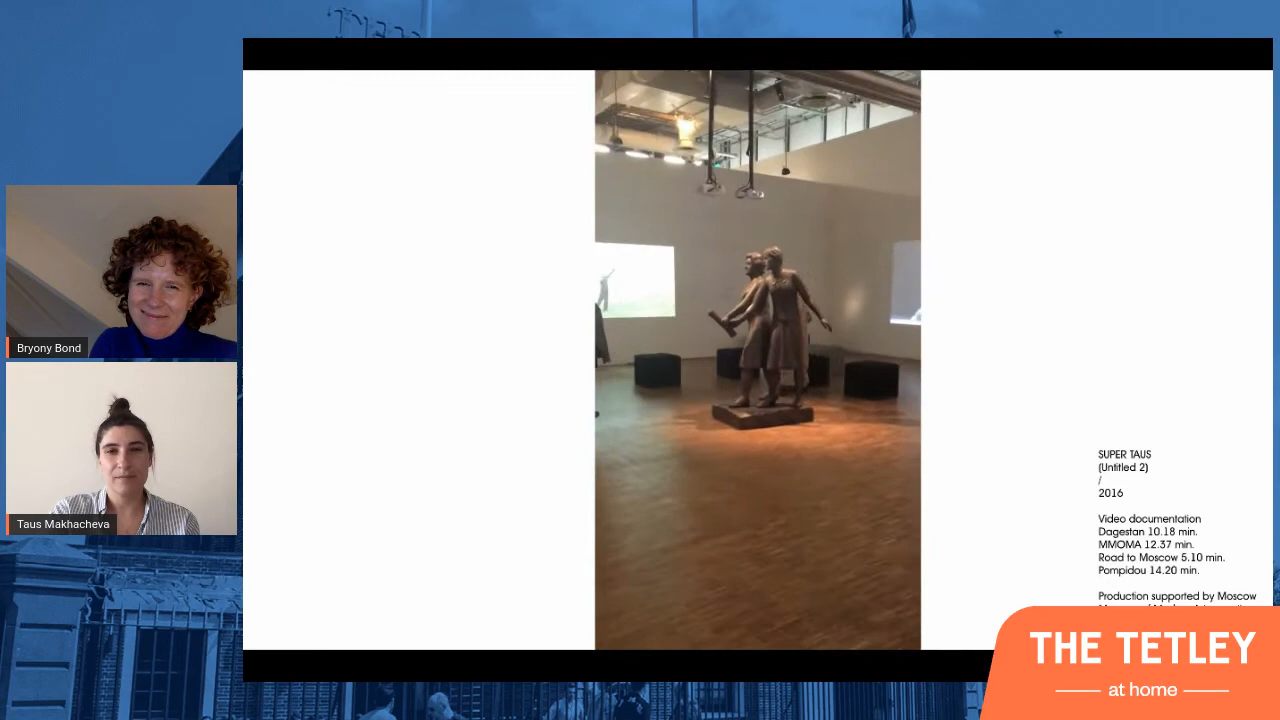 Bryony Bond
Taus Makhacheva
SUPER TAUS
(Untitled 2)
/
2016
Video documentation
Dagestan 10.18 min.
MMOMA 12.37 min.
Road to Moscow 5.10 min.
Pompidou 14.20 min.
Production supported by Moscow
THE TETLEY
at home